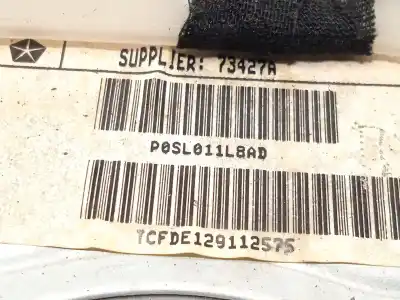 SUPPLIER: 73427A
P0SL011L8AD
TCFDE129112575